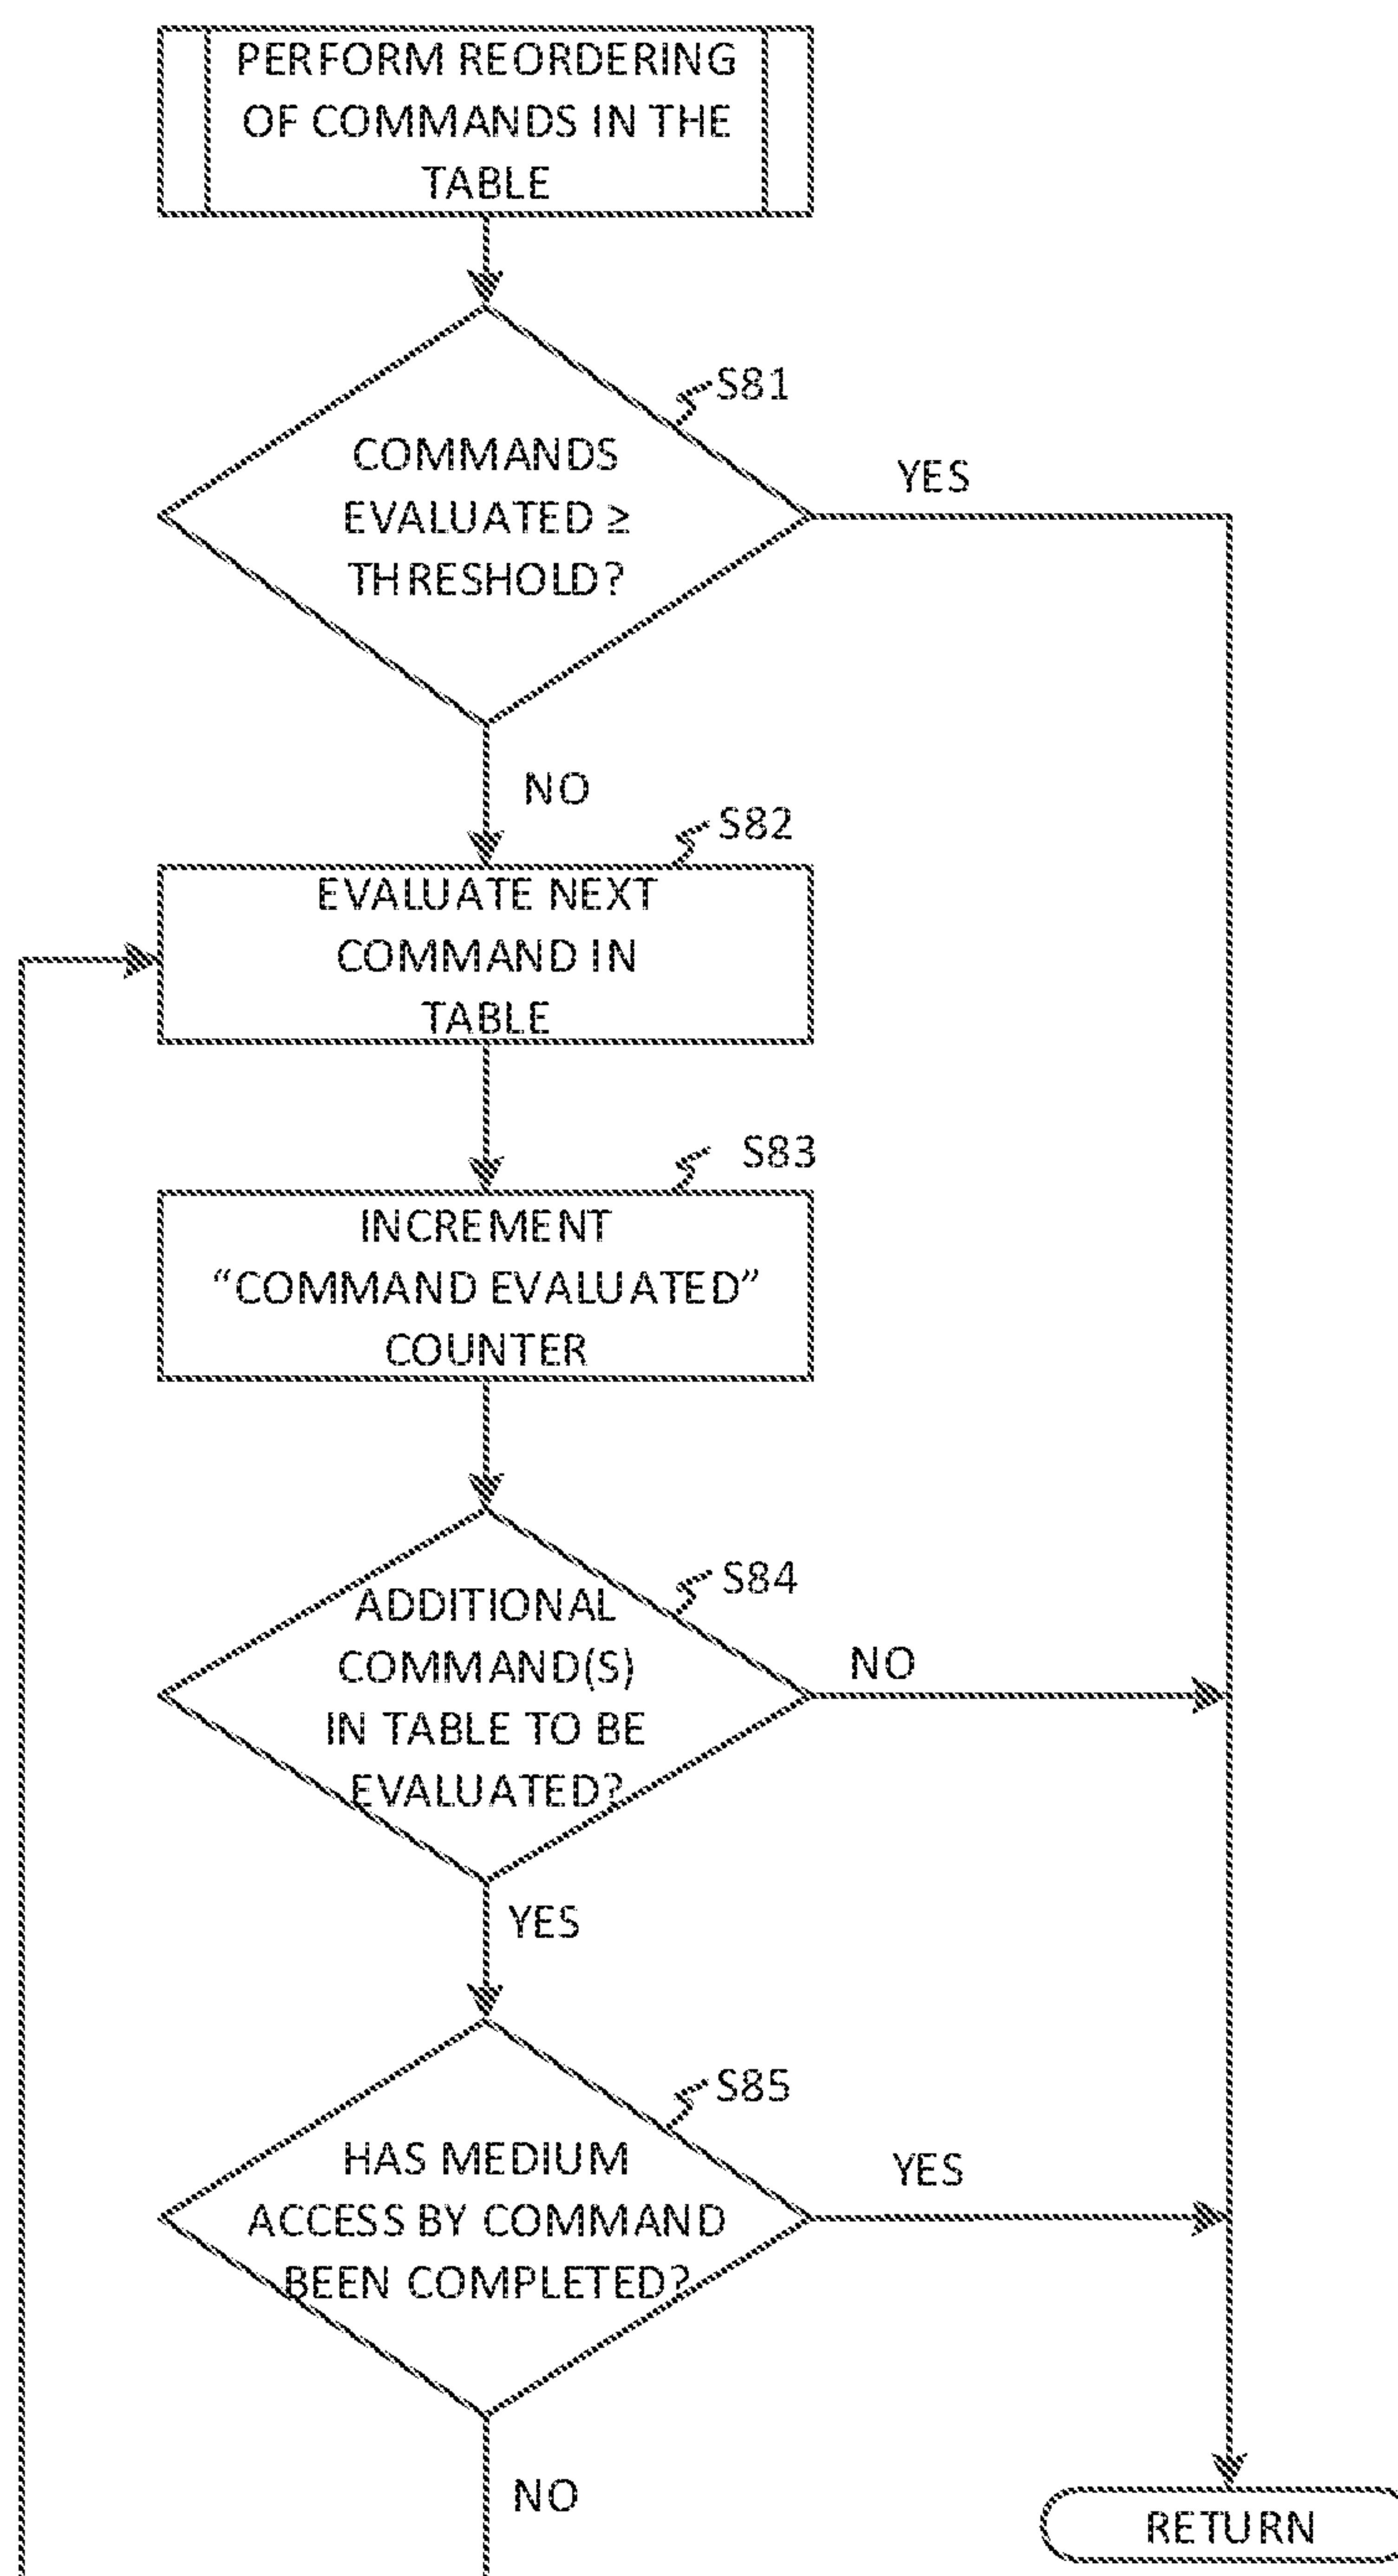 PERFORM REORDERING
OF COMMANDS IN THE
TABLE
S81
COMMANDS
EVALUATED ≥
THRESHOLD?
YES
NO
S82
EVALUATE NEXT
COMMAND IN
TABLE
S83
INCREMENT
“COMMAND EVALUATED”
COUNTER
S84
ADDITIONAL
COMMAND(S)
IN TABLE TO BE
EVALUATED?
NO
YES
S85
HAS MEDIUM
ACCESS BY COMMAND
BEEN COMPLETED?
YES
NO
RETURN